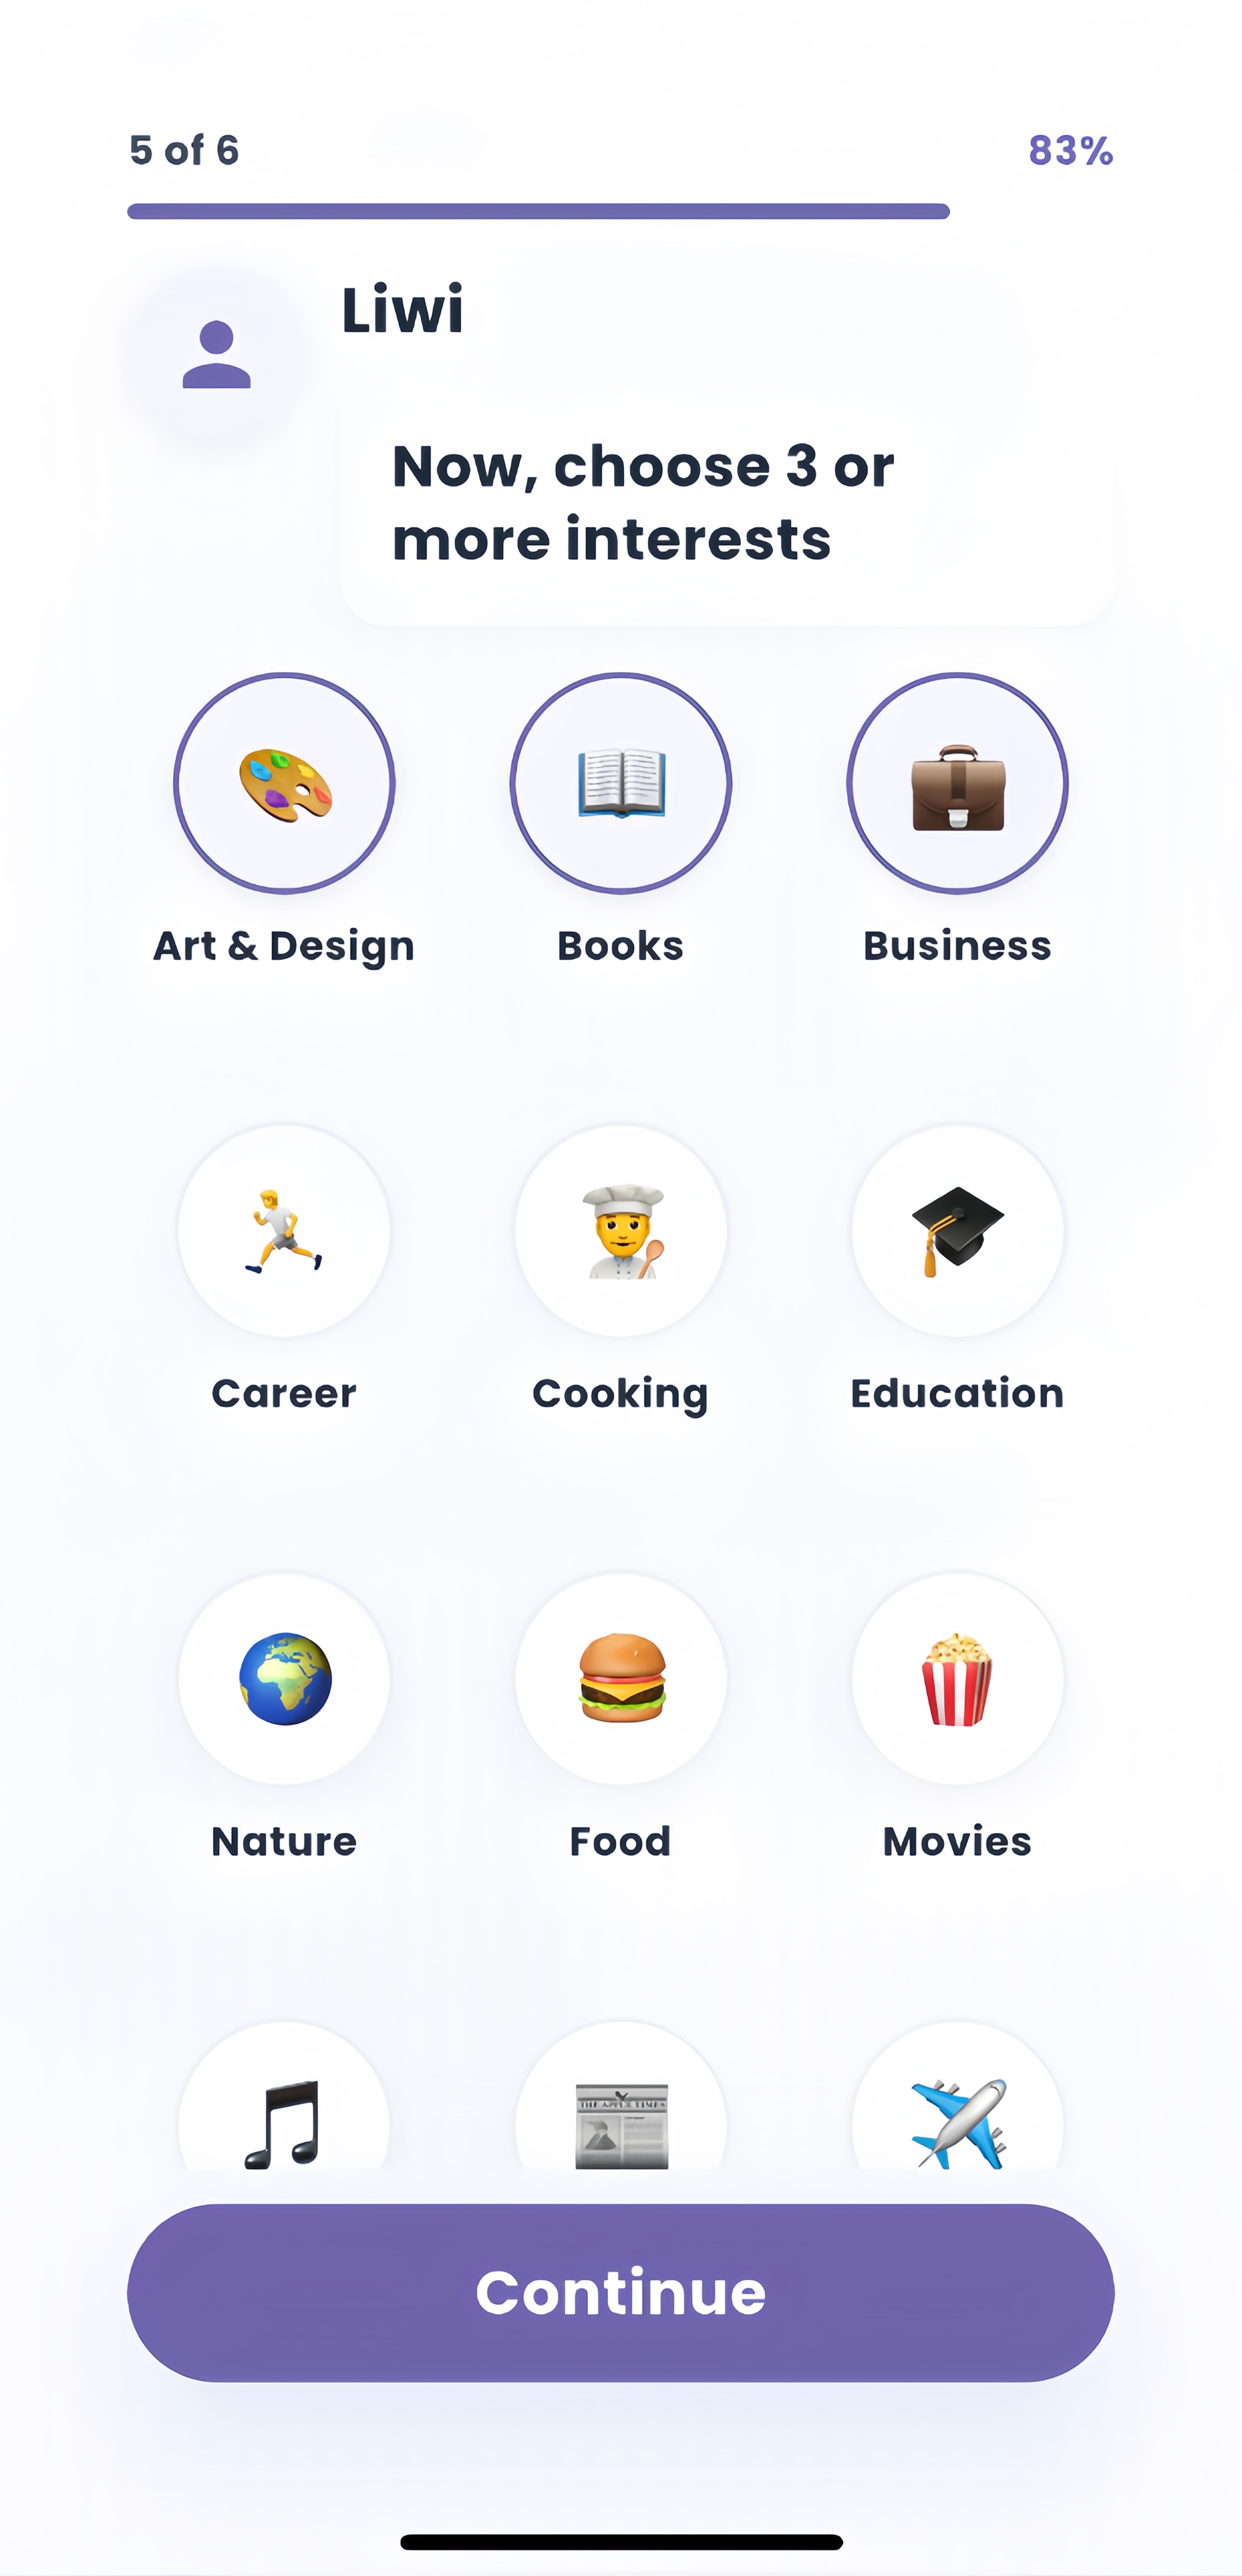 5 of 6
83%
Liwi
Now, choose 3 or
more interests
Art & Design
Books
Business
Career
Cooking
Education
Nature
Food
Movies
Continue